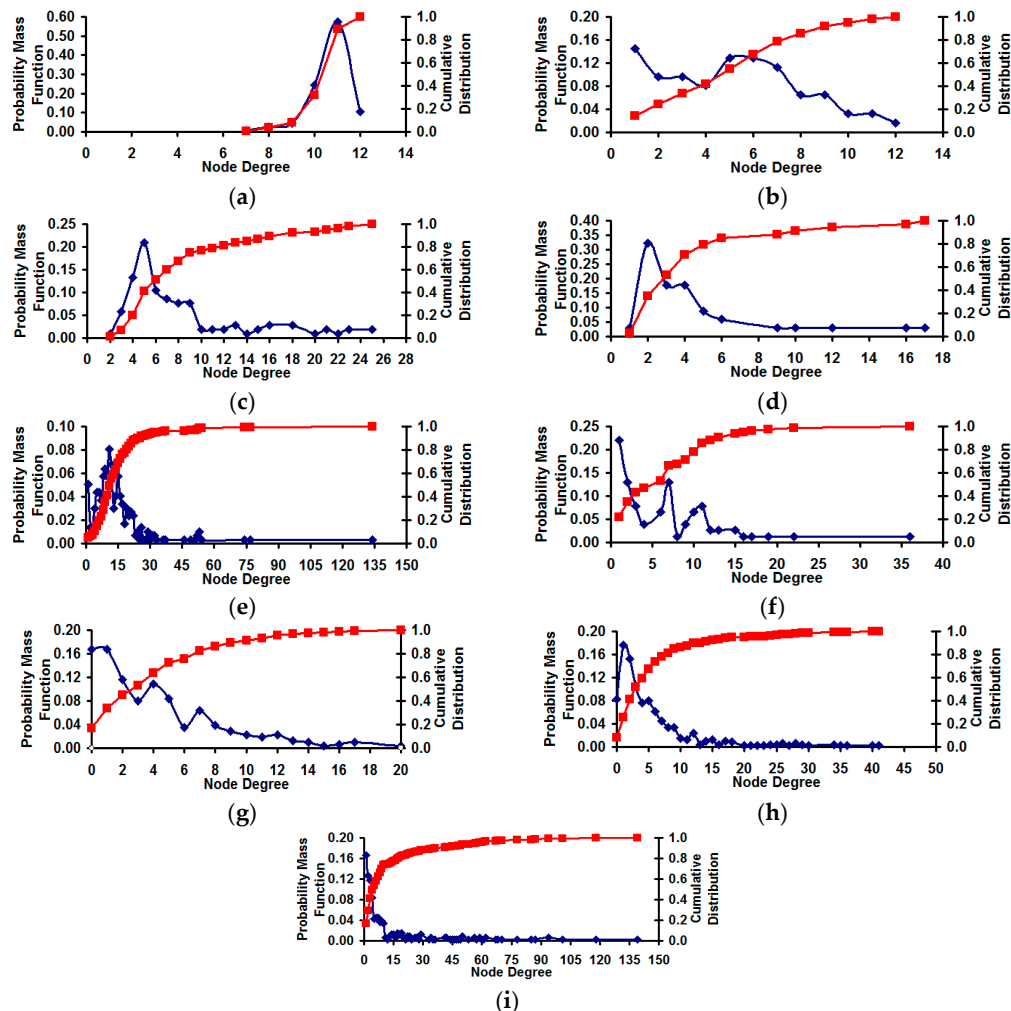 Probability Mass
Function
0.60
0.50
0.40
0.30
0.20
0.10
0.00
1.0
0.8
0.6
0.4
0.2
0.0
Cumulative
Distribution
0 2 4 6 8 10 12 14
Node Degree
(a)
Probability Mass
Function
0.20
0.16
0.12
0.08
0.04
0.00
1.0
0.8
0.6
0.4
0.2
0.0
Cumulative
Distribution
0 2 4 6 8 10 12 14
Node Degree
(b)
Probability Mass
Function
0.25
0.20
0.15
0.10
0.05
0.00
1.0
0.8
0.6
0.4
0.2
0.0
Cumulative
Distribution
0 2 4 6 8 10 12 14 16 18 20 22 24 26 28
Node Degree
(c)
Probability Mass
Function
0.40
0.35
0.30
0.25
0.20
0.15
0.10
0.05
0.00
1.0
0.8
0.6
0.4
0.2
0.0
Cumulative
Distribution
0 2 4 6 8 10 12 14 16 18
Node Degree
(d)
Probability Mass
Function
0.10
0.08
0.06
0.04
0.02
0.00
1.0
0.8
0.6
0.4
0.2
0.0
Cumulative
Distribution
0 15 30 45 60 75 90 105 120 135 150
Node Degree
(e)
Probability Mass
Function
0.25
0.20
0.15
0.10
0.05
0.00
1.0
0.8
0.6
0.4
0.2
0.0
Cumulative
Distribution
0 5 10 15 20 25 30 35 40
Node Degree
(f)
Probability Mass
Function
0.20
0.16
0.12
0.08
0.04
0.00
1.0
0.8
0.6
0.4
0.2
0.0
Cumulative
Distribution
0 2 4 6 8 10 12 14 16 18 20
Node Degree
(g)
Probability Mass
Function
0.20
0.16
0.12
0.08
0.04
0.00
1.0
0.8
0.6
0.4
0.2
0.0
Cumulative
Distribution
0 5 10 15 20 25 30 35 40 45 50
Node Degree
(h)
Probability Mass
Function
0.20
0.16
0.12
0.08
0.04
0.00
1.0
0.8
0.6
0.4
0.2
0.0
Cumulative
Distribution
0 15 30 45 60 75 90 105 120 135 150
Node Degree
(i)